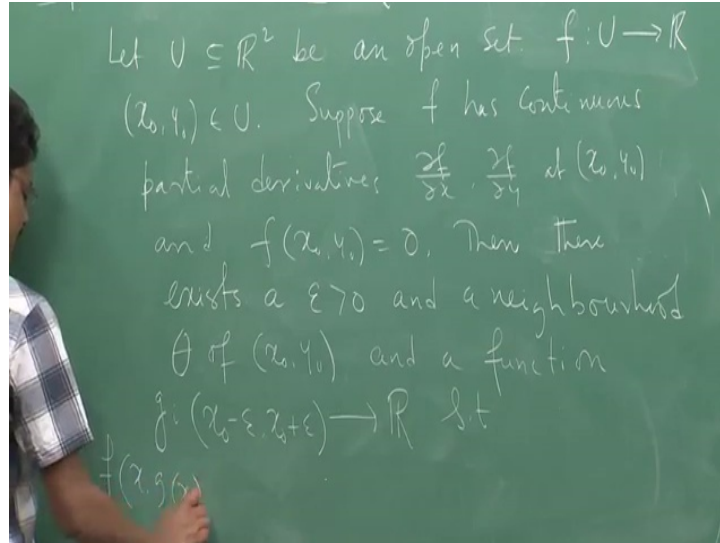 Let U ⊆ ℝ² be an open set. f : U ⟶ ℝ
(x₀, y₀) ∈ U. Suppose f has continuous
partial derivatives ∂f/∂x, ∂f/∂y at (x₀, y₀)
and f(x₀, y₀) = 0. Then there
exists a ε > 0 and a neighbourhood
θ of (x₀, y₀) and a function
g: (x₀-ε, x₀+ε) ⟶ ℝ s.t
f(x, g(x)